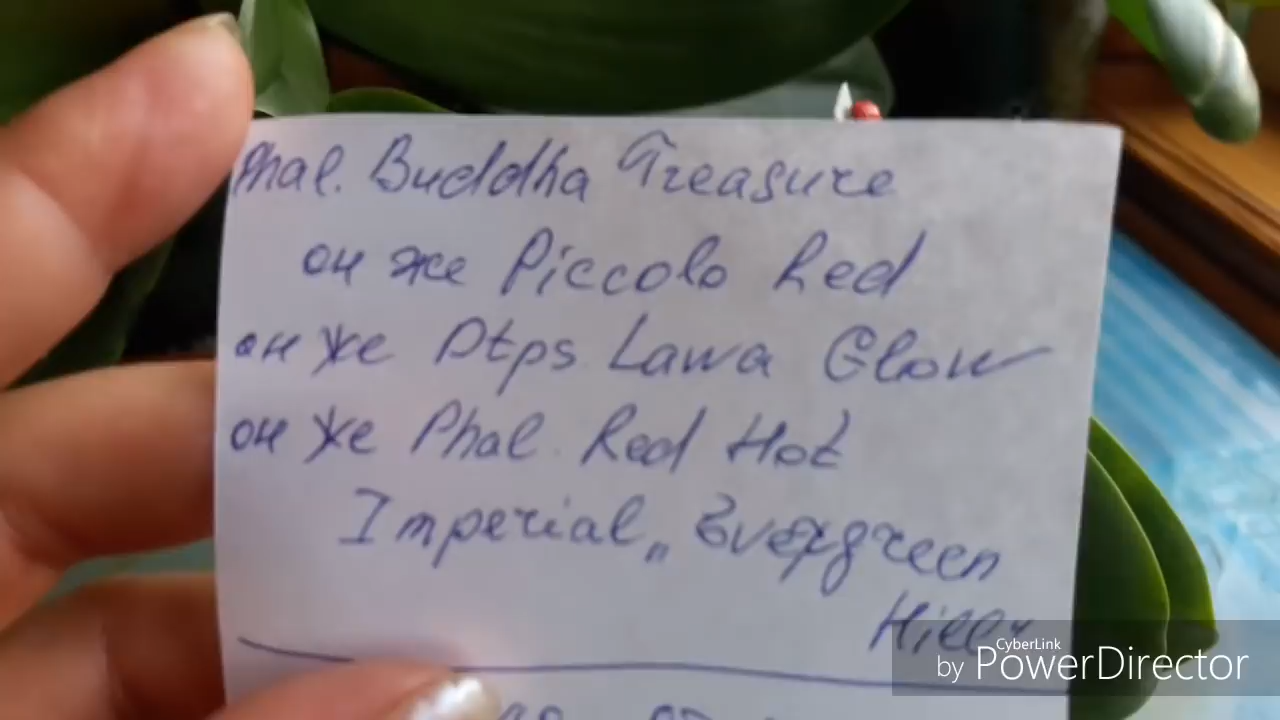 Phal. Buddha Treasure
он же Piccolo Red
он же Dtps Lawa Glow
он же Phal. Red Hot
Imperial „ Evergreen
Hill"
CyberLink
by PowerDirector